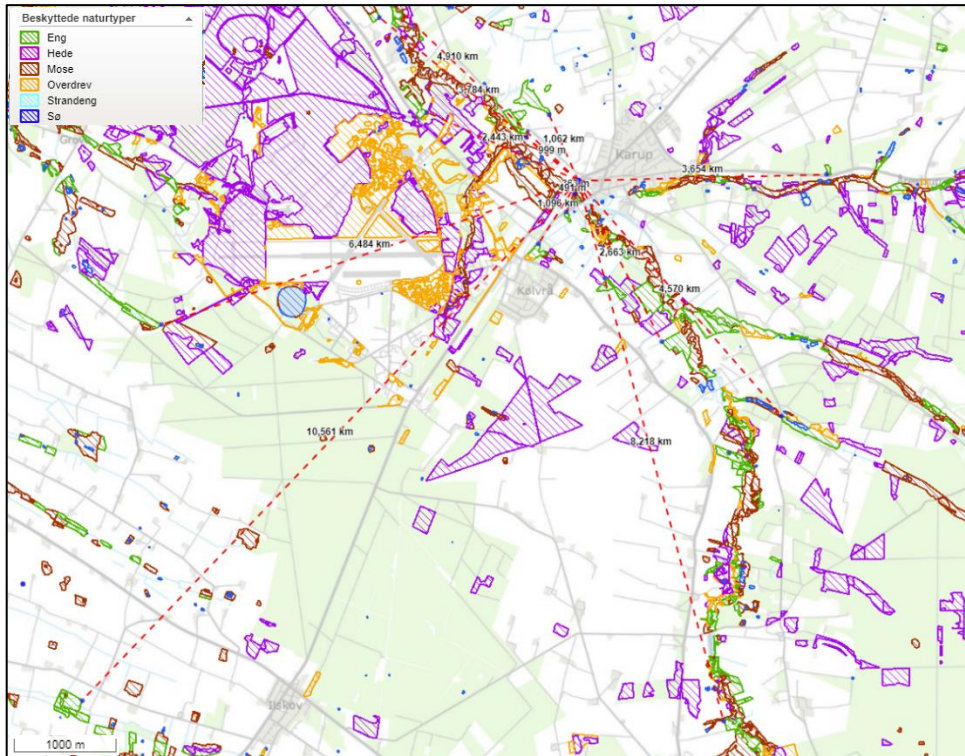 Beskyttede naturtyper
Eng
Hede
Mose
Overdrev
Strandeng
Sø
4,910 km
3,784 km
2,443 km
1,062 km
999 m
Karup
3,654 km
491 m
1,096 km
6,484 km
2,663 km
Kølvrå
4,570 km
10,561 km
8,218 km
Ilskov
1000 m